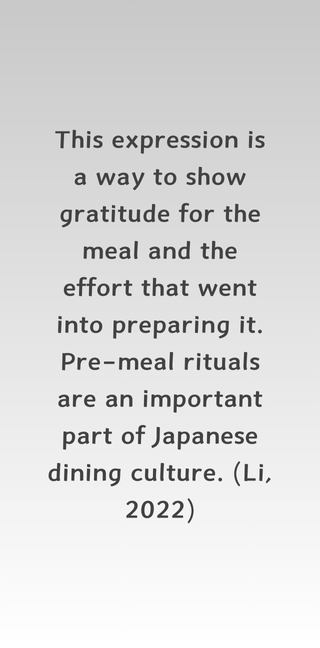 This expression is
a way to show
gratitude for the
meal and the
effort that went
into preparing it.
Pre-meal rituals
are an important
part of Japanese
dining culture. (Li,
2022)